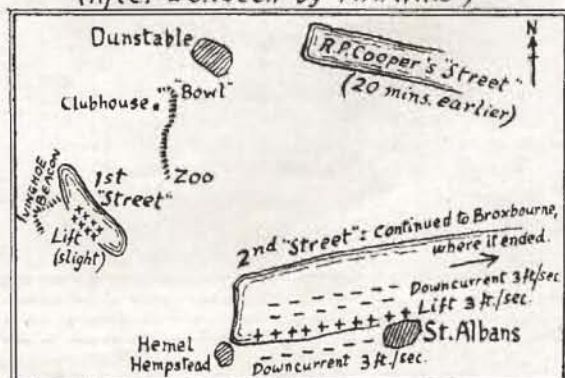 (After
by
Dunstable
"Bowl"
Clubhouse
Zoo
R.P. Cooper's "Street"
(20 mins. earlier)
N
IVINGHOE
BEACON
1st
"Street"
Lift
(slight)
2nd "Street": Continued to Broxbourne,
where it ended.
Downcurrent 3 ft/sec.
Lift 3 ft./sec.
St. Albans
Hemel
Hempstead
Downcurrent 3 ft./sec.